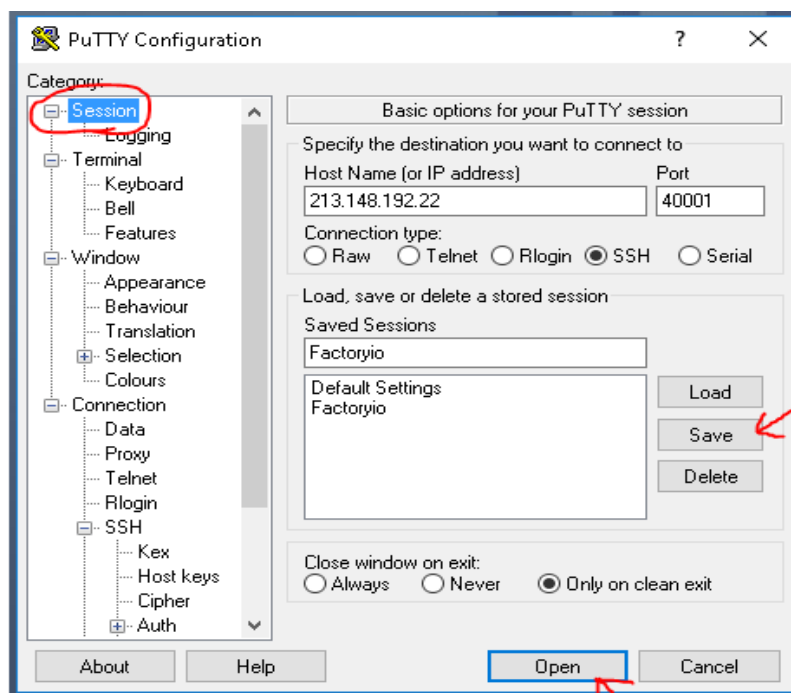 PuTTY Configuration
?
Category:
Session
Logging
Terminal
Keyboard
Bell
Features
Window
Appearance
Behaviour
Translation
Selection
Colours
Connection
Data
Proxy
Telnet
Rlogin
SSH
Kex
Host keys
Cipher
Auth
Basic options for your PuTTY session
Specify the destination you want to connect to
Host Name (or IP address) Port
213.148.192.22 40001
Connection type:
Raw Telnet Rlogin SSH Serial
Load, save or delete a stored session
Saved Sessions
Factoryio
Default Settings
Factoryio
Load
Save
Delete
Close window on exit:
Always Never Only on clean exit
About Help Open Cancel